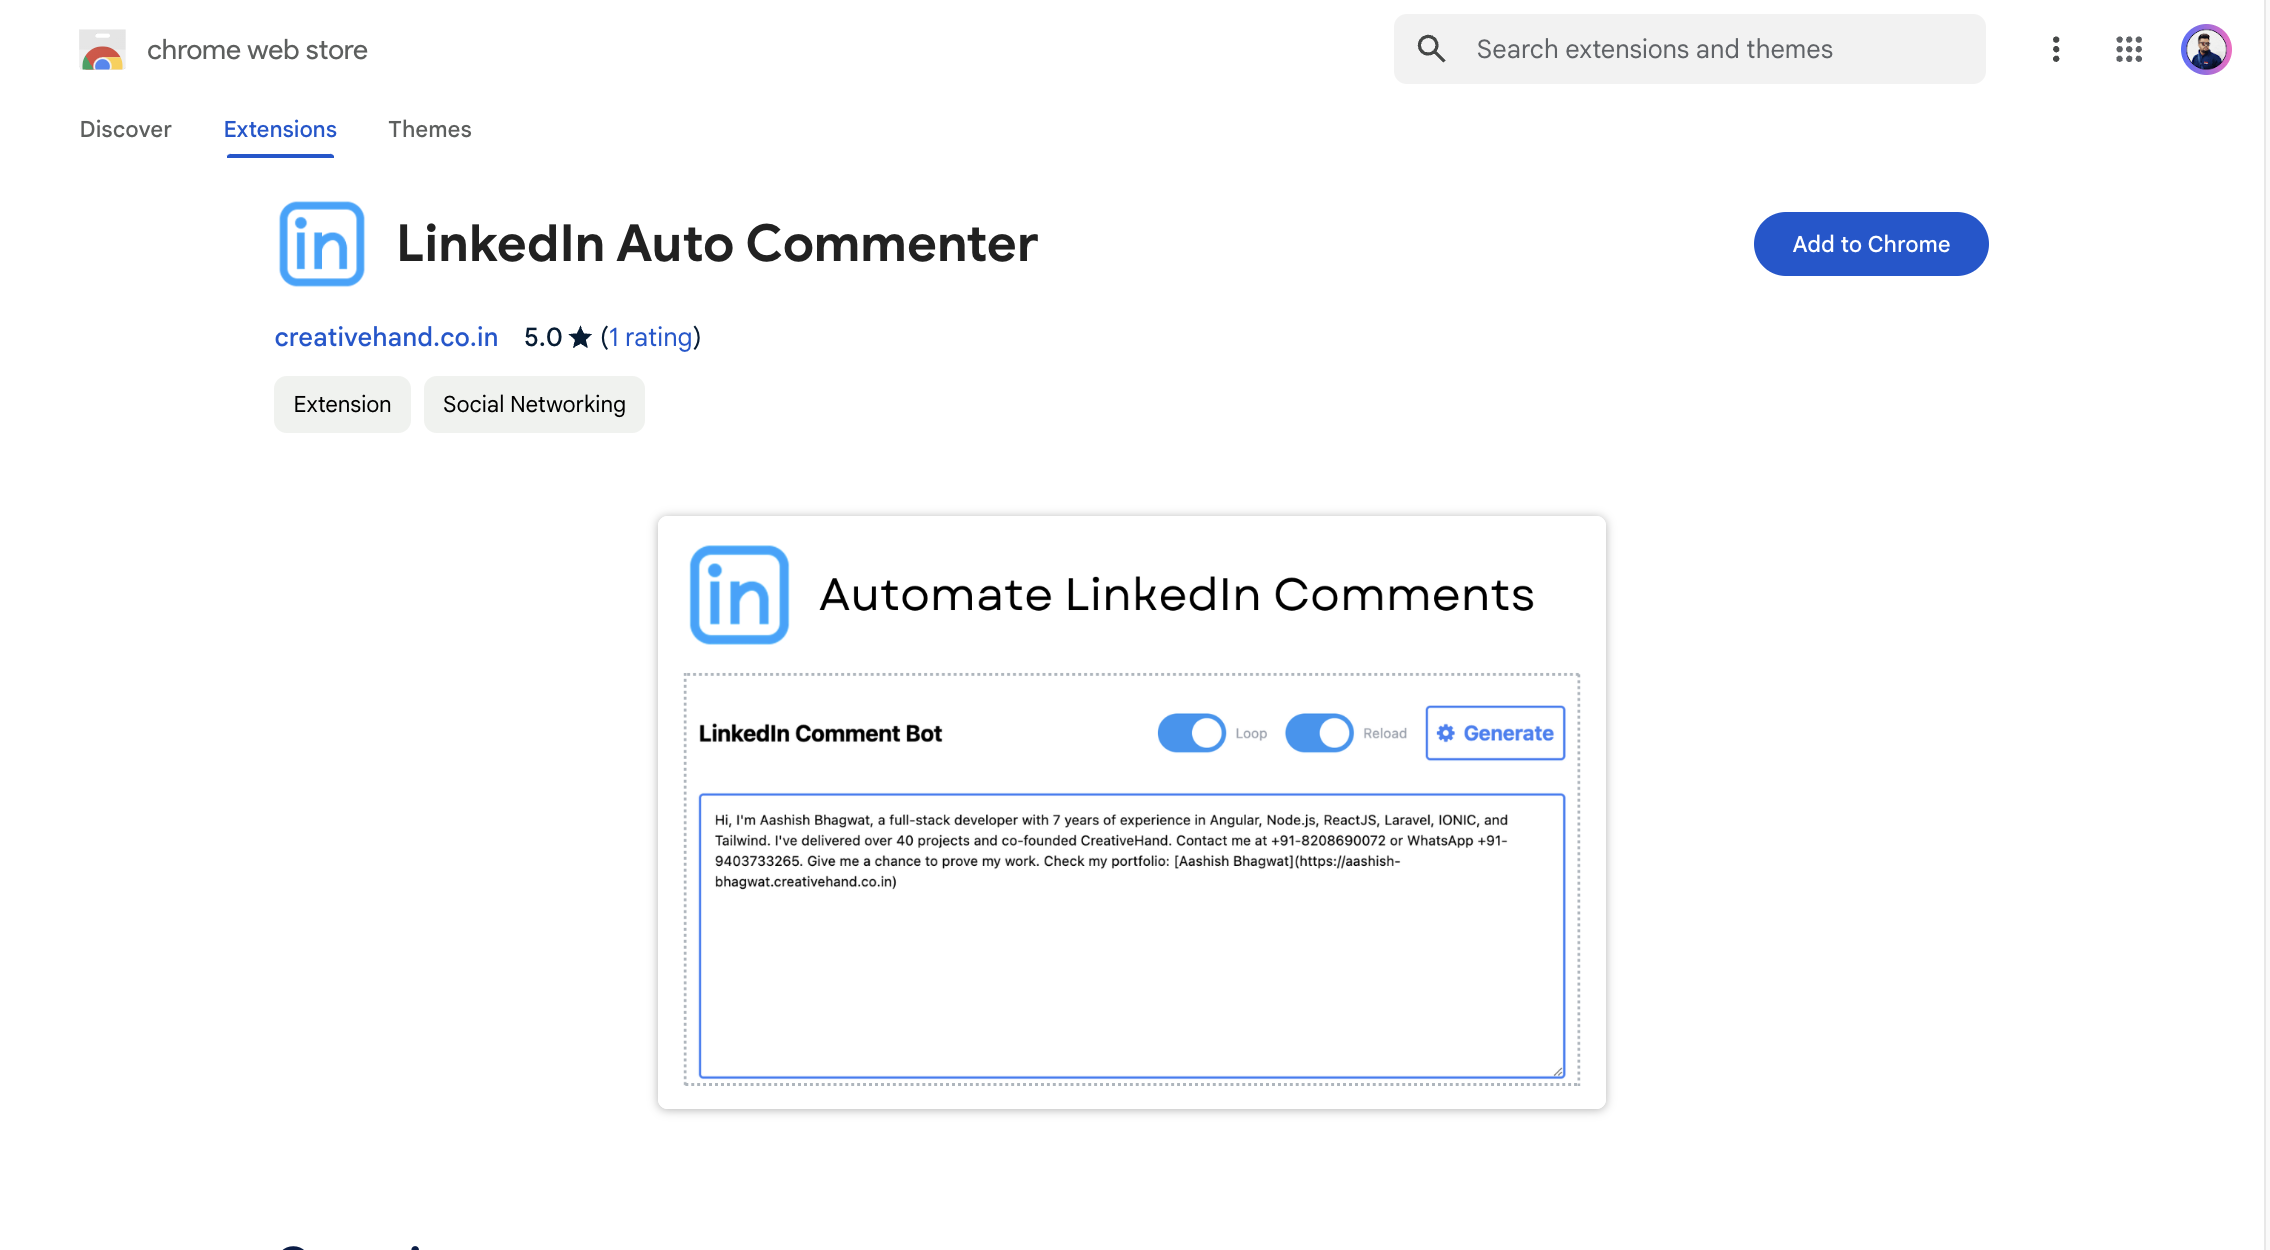 chrome web store
Search extensions and themes
Discover
Extensions
Themes
in
LinkedIn Auto Commenter
Add to Chrome
creativehand.co.in 5.0 ★ (1 rating)
Extension
Social Networking
in
Automate LinkedIn Comments
LinkedIn Comment Bot
Loop
Reload
Generate
Hi, I'm Aashish Bhagwat, a full-stack developer with 7 years of experience in Angular, Node.js, ReactJS, Laravel, IONIC, and
Tailwind. I've delivered over 40 projects and co-founded CreativeHand. Contact me at +91-8208690072 or WhatsApp +91-
9403733265. Give me a chance to prove my work. Check my portfolio: [Aashish Bhagwat](https://aashish-
bhagwat.creativehand.co.in)